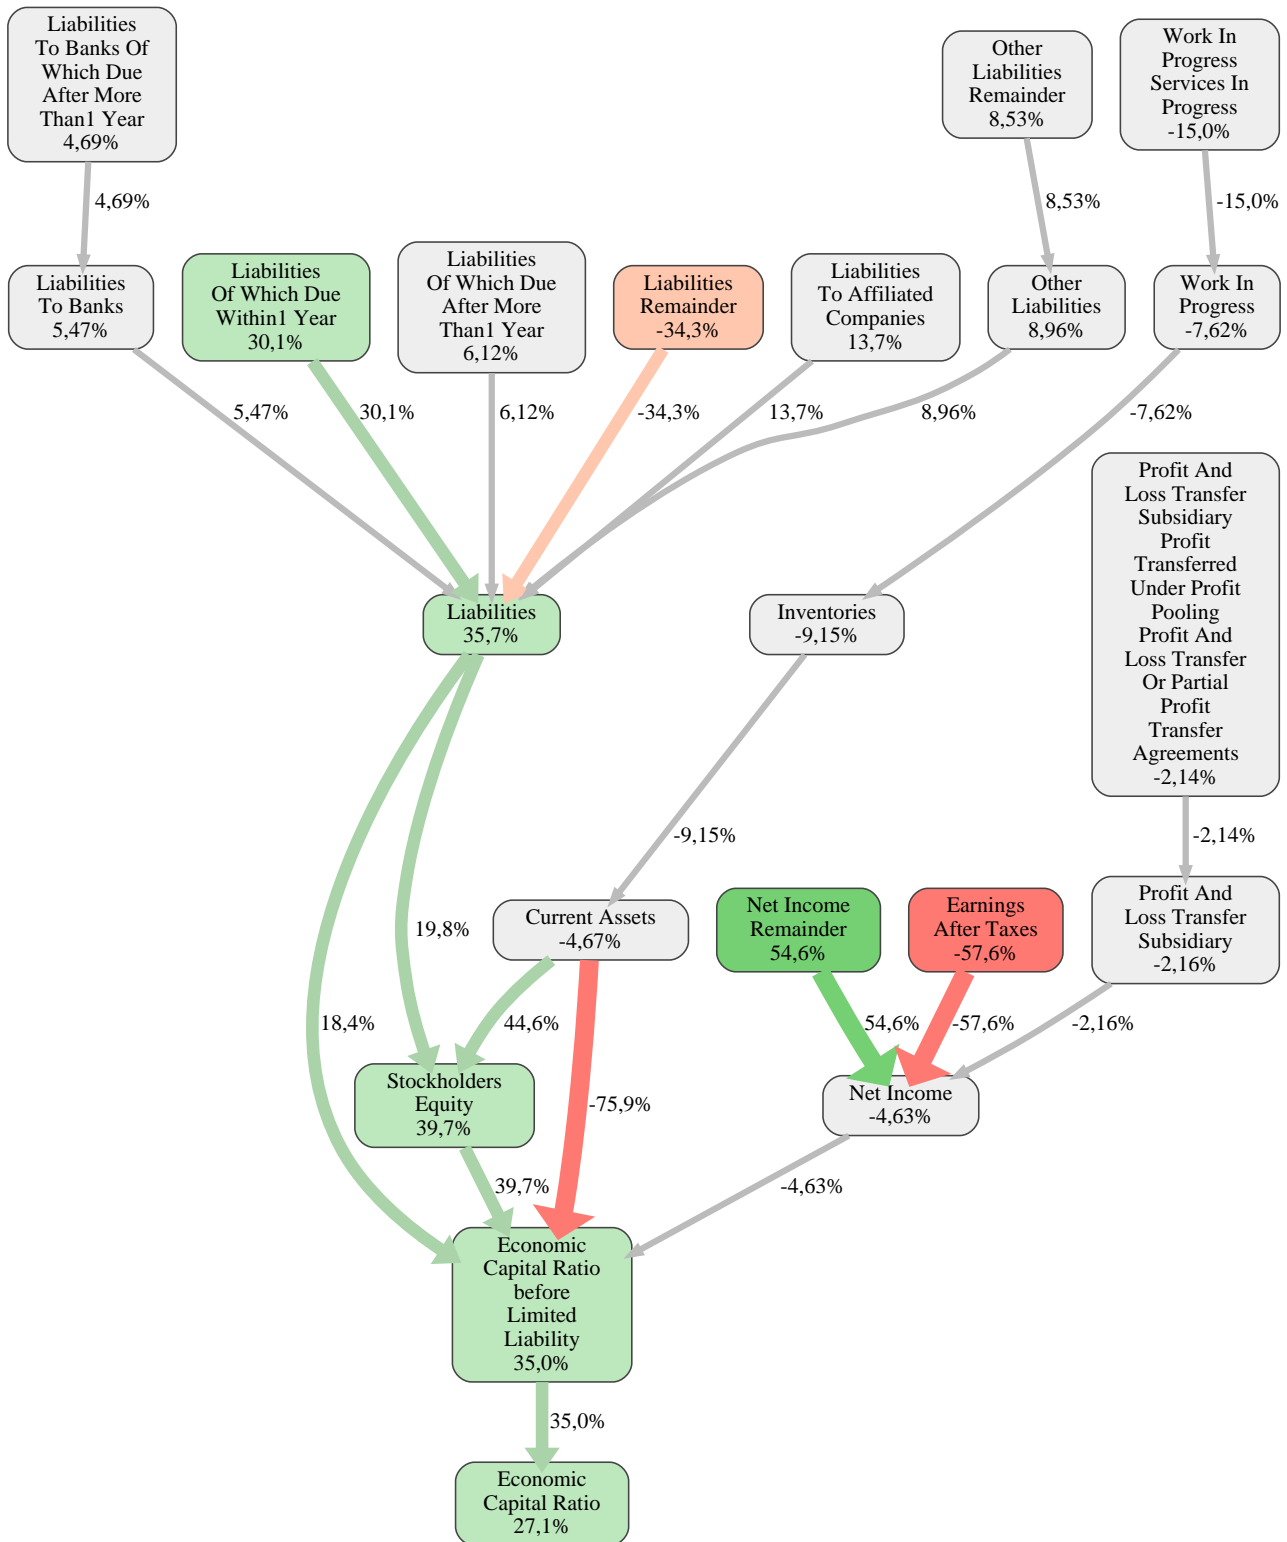 Liabilities
To Banks Of
Which Due
After More
Than1 Year
4,69%
Other
Liabilities
Remainder
8,53%
Work In
Progress
Services In
Progress
-15,0%
4,69%
8,53%
-15,0%
Liabilities
To Banks
5,47%
Liabilities
Of Which Due
Within1 Year
30,1%
Liabilities
Of Which Due
After More
Than1 Year
6,12%
Liabilities
Remainder
-34,3%
Liabilities
To Affiliated
Companies
13,7%
Other
Liabilities
8,96%
Work In
Progress
-7,62%
5,47%
30,1%
6,12%
-34,3%
13,7%
8,96%
-7,62%
Profit And
Loss Transfer
Subsidiary
Profit
Transferred
Under Profit
Pooling
Profit And
Loss Transfer
Or Partial
Profit
Transfer
Agreements
-2,14%
Liabilities
35,7%
Inventories
-9,15%
-9,15%
-2,14%
Current Assets
-4,67%
Net Income
Remainder
54,6%
Earnings
After Taxes
-57,6%
Profit And
Loss Transfer
Subsidiary
-2,16%
19,8%
18,4%
44,6%
54,6%
-57,6%
-2,16%
Stockholders
Equity
39,7%
-75,9%
Net Income
-4,63%
39,7%
-4,63%
Economic
Capital Ratio
before
Limited
Liability
35,0%
35,0%
Economic
Capital Ratio
27,1%